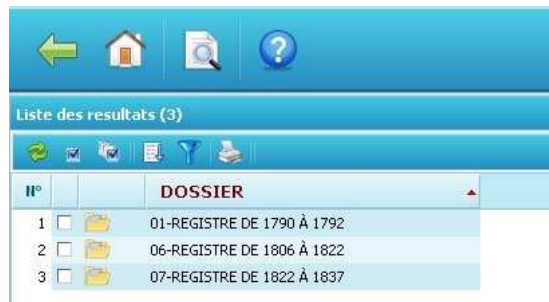 Liste des resultats (3)
N° DOSSIER
1 01-REGISTRE DE 1790 À 1792
2 06-REGISTRE DE 1806 À 1822
3 07-REGISTRE DE 1822 À 1837